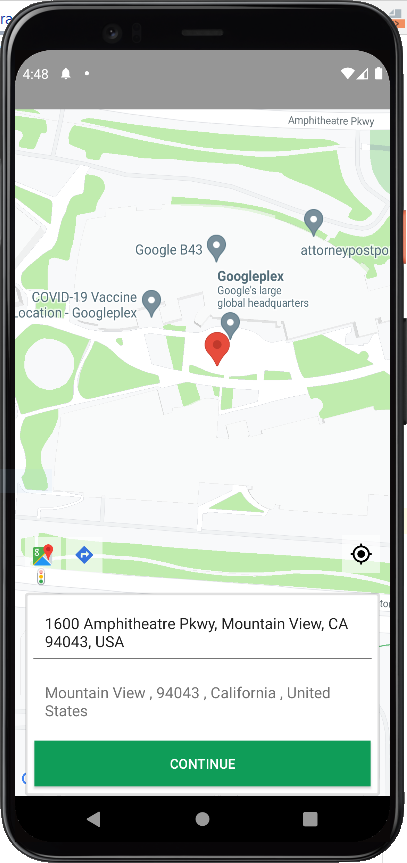 4:48
Amphitheatre Pkwy
Google B43
attorneypostpo
Googleplex
Google's large
global headquarters
COVID-19 Vaccine
Location - Googleplex
1600 Amphitheatre Pkwy, Mountain View, CA
94043, USA
Mountain View , 94043 , California , United
States
CONTINUE